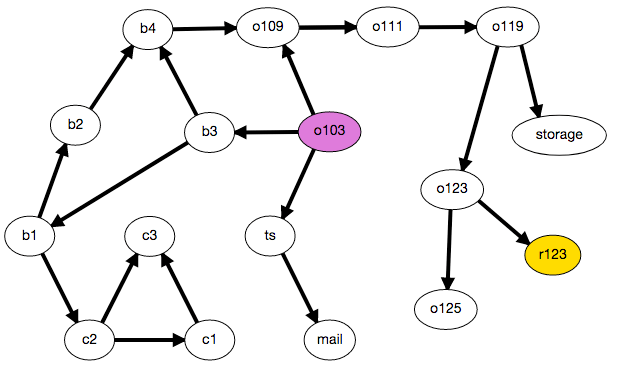 b4
o109
o111
o119
b2
b3
o103
storage
o123
b1
c3
ts
r123
o125
c2
c1
mail